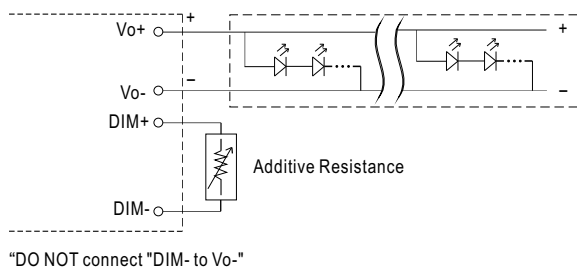 +
Vo+
+
−
−
Vo-
DIM+
Additive Resistance
DIM-
“DO NOT connect "DIM- to Vo-"